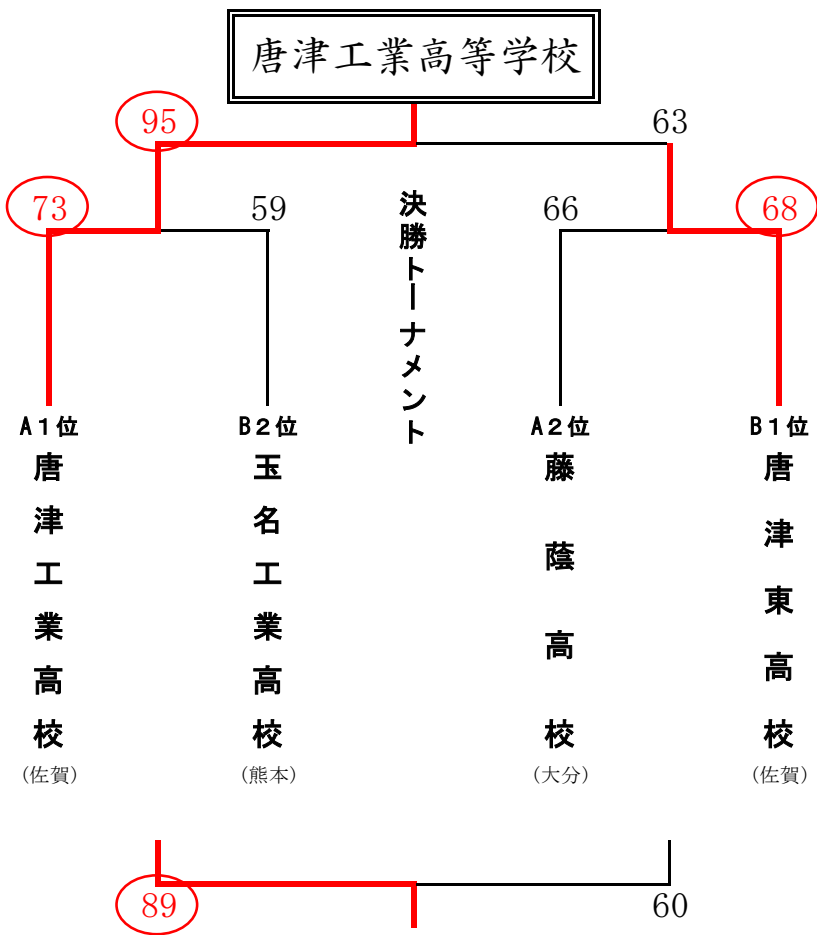 唐津工業高等学校
95
63
73
59
66
68
決勝トーナメント
A1位
B2位
A2位
B1位
唐津工業高校
玉名工業高校
藤蔭高校
唐津東高校
(佐賀)
(熊本)
(大分)
(佐賀)
89
60